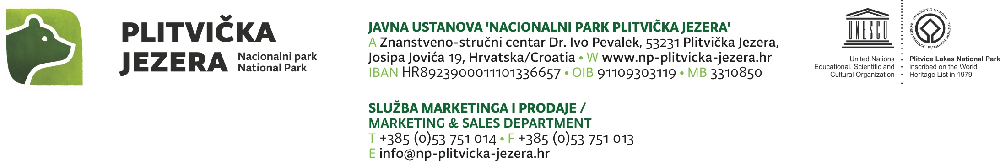 PLITVIČKA
JEZERA
Nacionalni park
National Park
JAVNA USTANOVA 'NACIONALNI PARK PLITVIČKA JEZERA'
A Znanstveno-stručni centar Dr. Ivo Pevalek, 53231 Plitvička Jezera,
Josipa Jovića 19, Hrvatska/Croatia • W www.np-plitvicka-jezera.hr
IBAN HR8923900011101336657 • OIB 91109303119 • MB 3310850
SLUŽBA MARKETINGA I PRODAJE /
MARKETING & SALES DEPARTMENT
T +385 (0)53 751 014 • F +385 (0)53 751 013
E info@np-plitvicka-jezera.hr
UNESCO
United Nations
Educational, Scientific and
Cultural Organization
PATRIMONIO MUNDIAL
WORLD HERITAGE
PATRIMOINE MONDIAL
Plitvice Lakes National Park
inscribed on the World
Heritage List in 1979